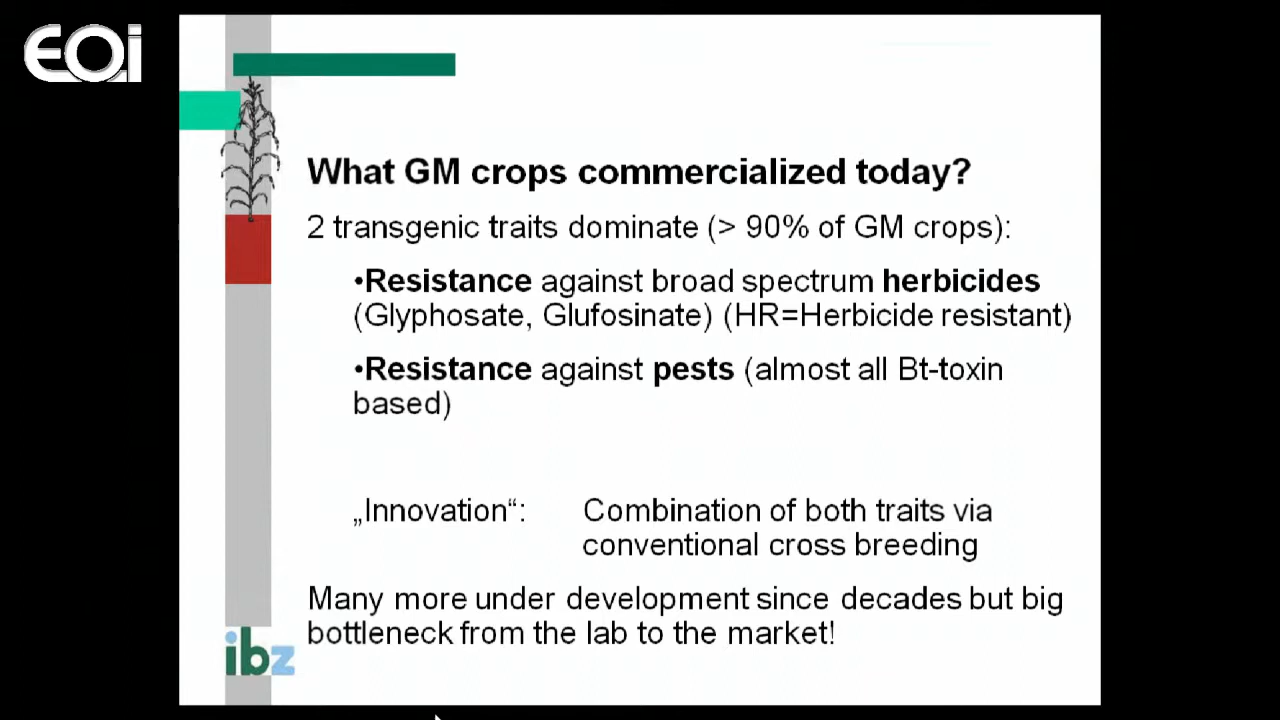 EOi
What GM crops commercialized today?
2 transgenic traits dominate (> 90% of GM crops):
•Resistance against broad spectrum herbicides
(Glyphosate, Glufosinate) (HR=Herbicide resistant)
•Resistance against pests (almost all Bt-toxin
based)
„Innovation“: Combination of both traits via
conventional cross breeding
Many more under development since decades but big
bottleneck from the lab to the market!
ibz